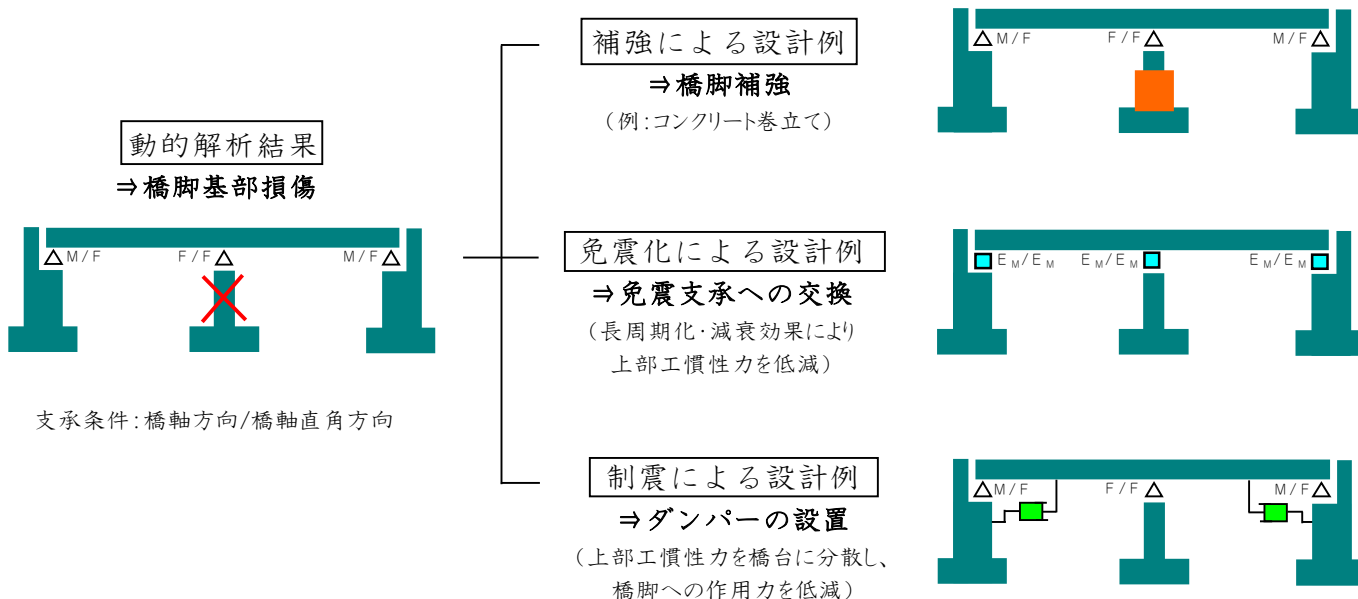 動的解析結果
⇒橋脚基部損傷
M/F
F/F
M/F
支承条件:橋軸方向/橋軸直角方向
補強による設計例
⇒橋脚補強
(例:コンクリート巻立て)
M/F
F/F
M/F
免震化による設計例
⇒免震支承への交換
(長周期化・減衰効果により
上部工慣性力を低減)
EM/EM
EM/EM
EM/EM
制震による設計例
⇒ダンパーの設置
(上部工慣性力を橋台に分散し、
橋脚への作用力を低減)
M/F
F/F
M/F